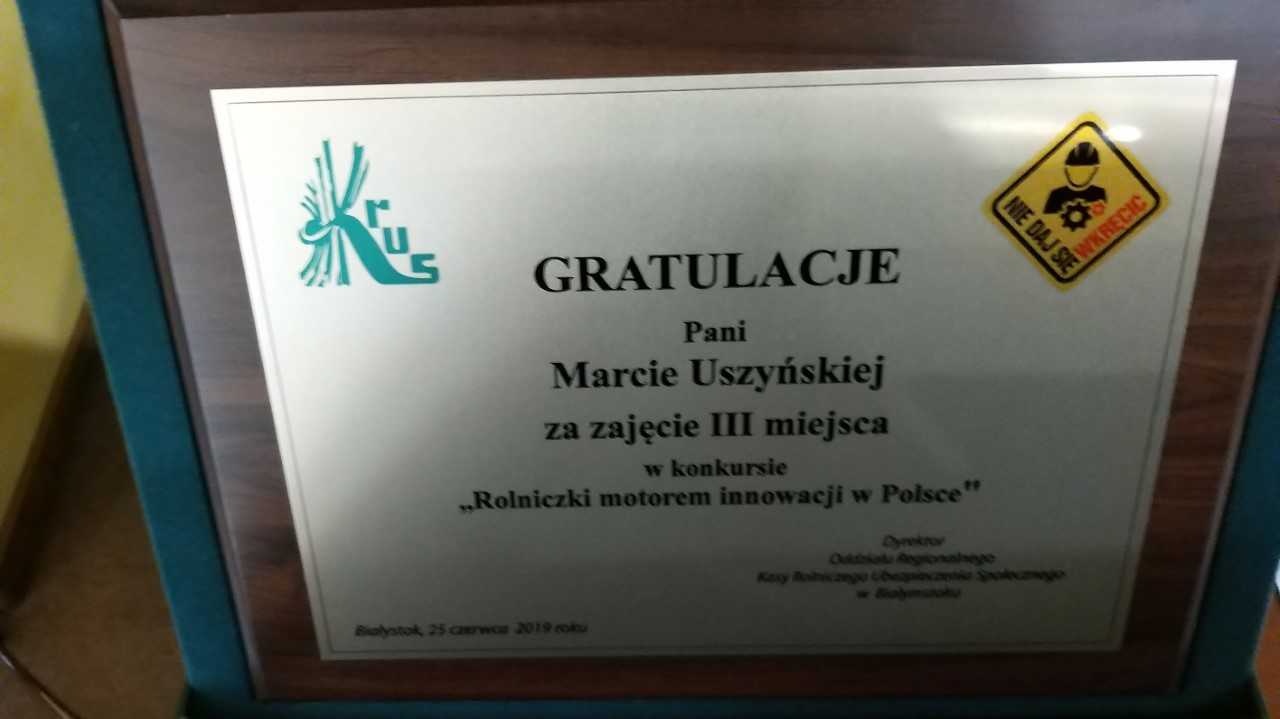 Krus
NIE DAJ SIĘ WKRĘCIĆ
GRATULACJE
Pani
Marcie Uszyńskiej
za zajęcie III miejsca
w konkursie
„Rolniczki motorem innowacji w Polsce"
Dyrektor
Oddziału Regionalnego
Kasy Rolniczego Ubezpieczenia Społecznego
w Białymstoku
Białystok, 25 czerwca 2019 roku